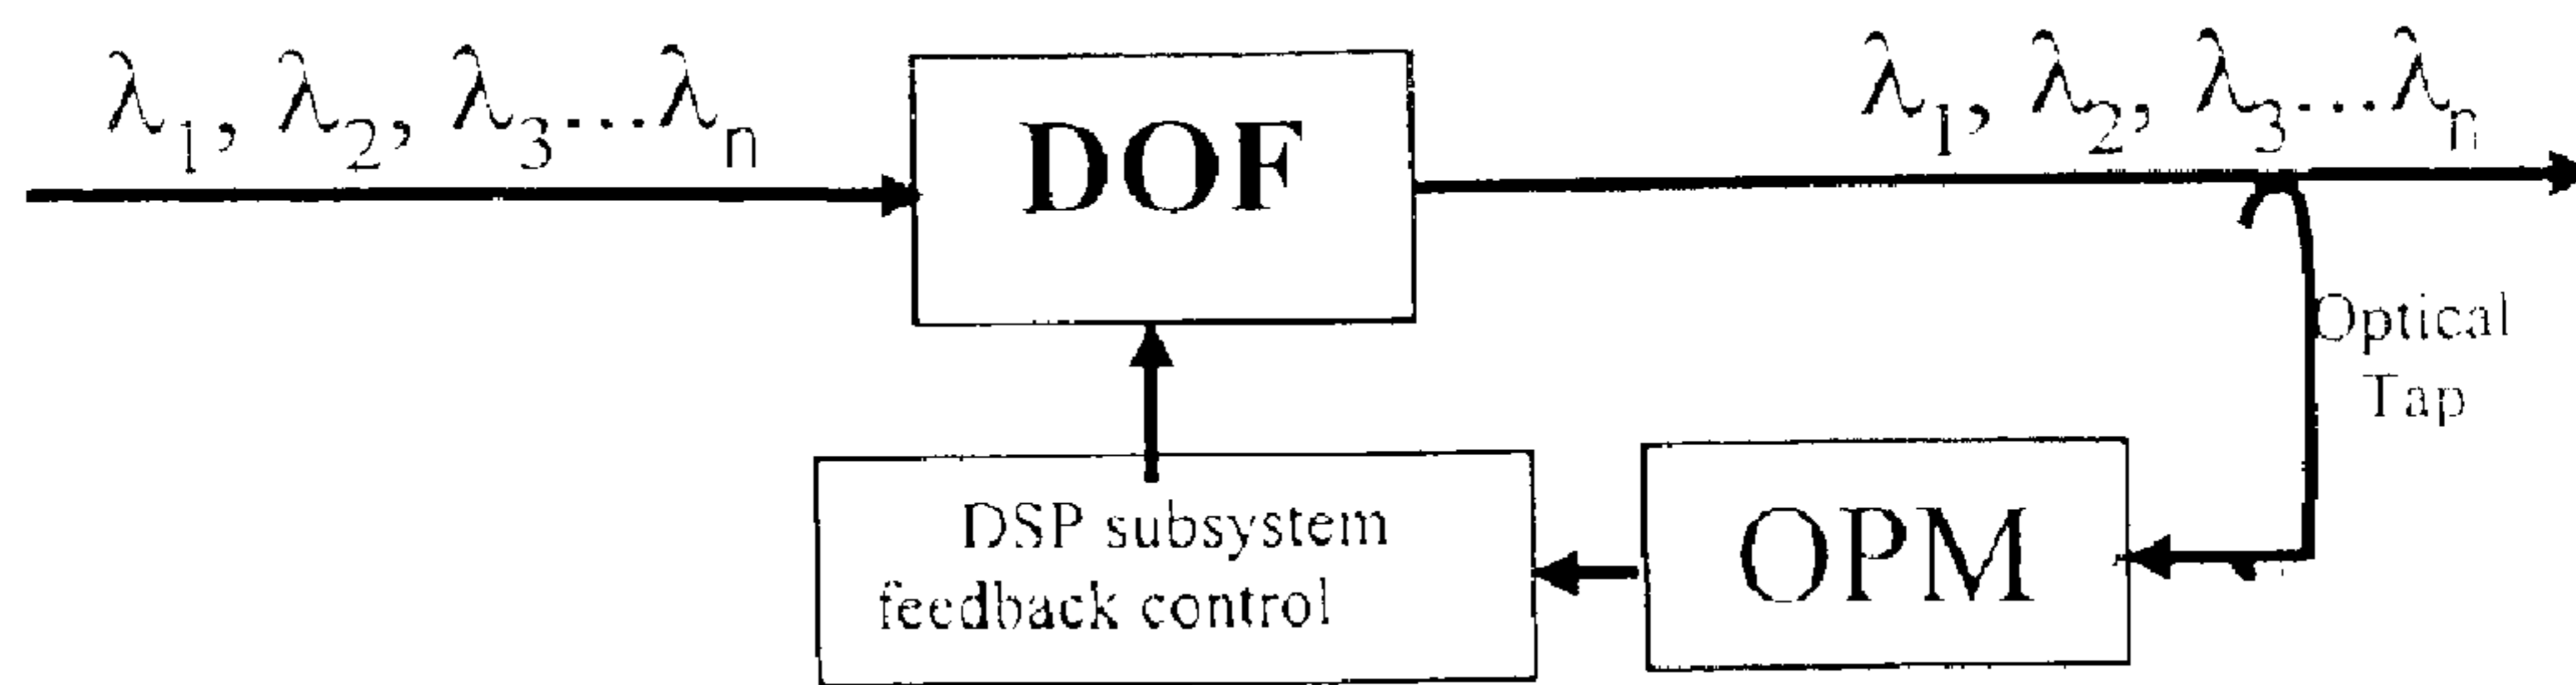 λ₁, λ₂, λ₃...λₙ
DOF
λ₁, λ₂, λ₃...λₙ
Optical
Tap
DSP subsystem
feedback control
OPM